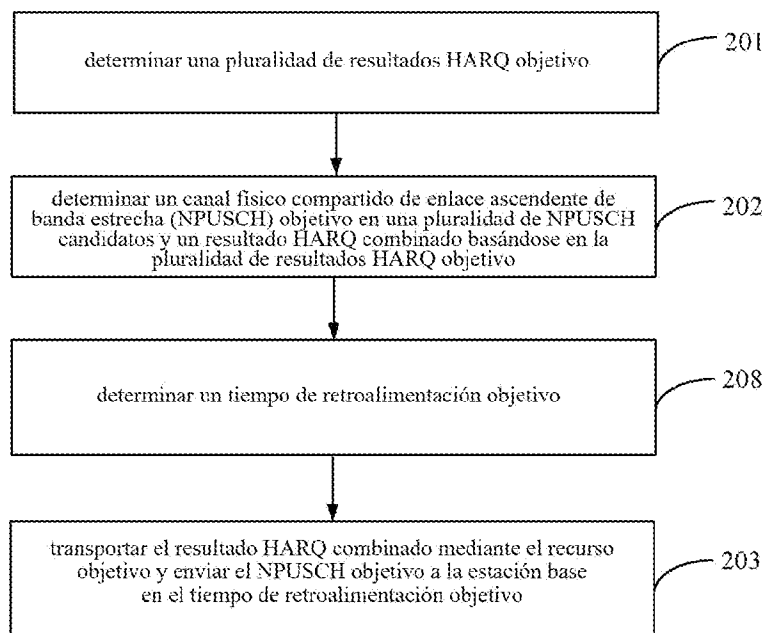 determinar una pluralidad de resultados HARQ objetivo
201
determinar un canal físico compartido de enlace ascendente de
banda estrecha (NPUSCH) objetivo en una pluralidad de NPUSCH
candidatos y un resultado HARQ combinado basándose en la
pluralidad de resultados HARQ objetivo
202
determinar un tiempo de retroalimentación objetivo
208
transportar el resultado HARQ combinado mediante el recurso
objetivo y enviar el NPUSCH objetivo a la estación base
en el tiempo de retroalimentación objetivo
203